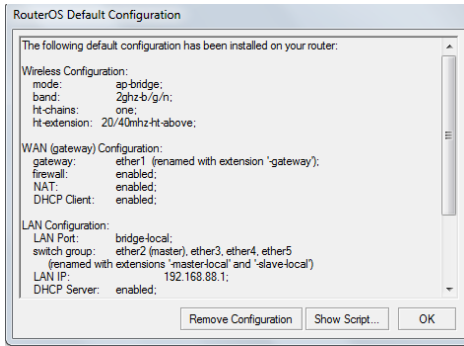 RouterOS Default Configuration
The following default configuration has been installed on your router:
Wireless Configuration:
mode: ap-bridge;
band: 2ghz-b/g/n;
ht-chains: one;
ht-extension: 20/40mhz-ht-above;
WAN (gateway) Configuration:
gateway: ether1 (renamed with extension '-gateway');
firewall: enabled;
NAT: enabled;
DHCP Client: enabled;
LAN Configuration:
LAN Port: bridge-local;
switch group: ether2 (master), ether3, ether4, ether5
(renamed with extensions '-master-local' and '-slave-local')
LAN IP: 192.168.88.1;
DHCP Server: enabled;
Remove Configuration Show Script... OK